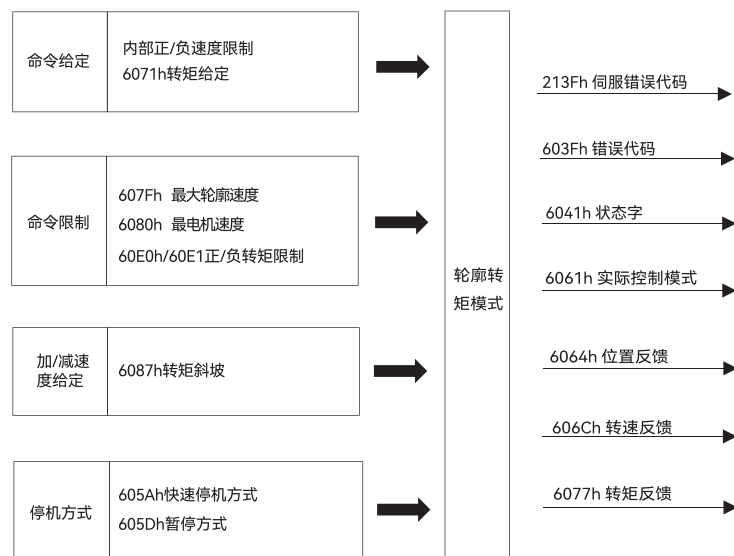 命令给定
内部正/负速度限制
6071h转矩给定
命令限制
607Fh 最大轮廓速度
6080h 最电机速度
60E0h/60E1正/负转矩限制
加/减速
度给定
6087h转矩斜坡
停机方式
605Ah快速停机方式
605Dh暂停方式
轮廓转
矩模式
213Fh 伺服错误代码
603Fh 错误代码
6041h 状态字
6061h 实际控制模式
6064h 位置反馈
606Ch 转速反馈
6077h 转矩反馈